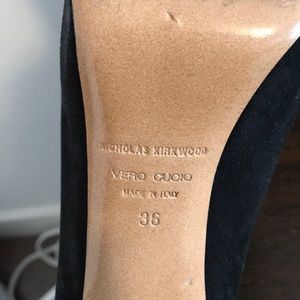 NICHOLAS KIRKWOOD
VERO CUOIO
MADE IN ITALY
36